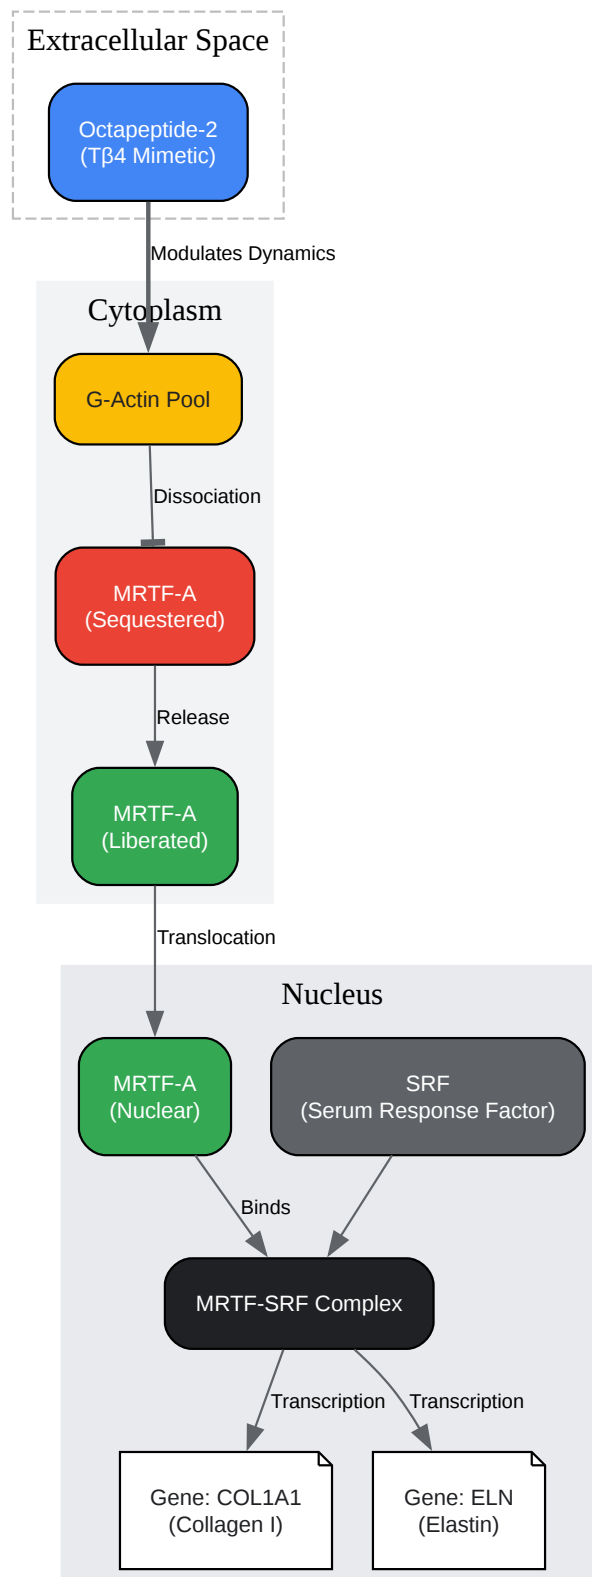 Extracellular Space
Octapeptide-2
(Tβ4 Mimetic)
Modulates Dynamics
Cytoplasm
G-Actin Pool
Dissociation
MRTF-A
(Sequestered)
Release
MRTF-A
(Liberated)
Translocation
Nucleus
MRTF-A
(Nuclear)
SRF
(Serum Response Factor)
Binds
MRTF-SRF Complex
Transcription
Transcription
Gene: COL1A1
(Collagen I)
Gene: ELN
(Elastin)